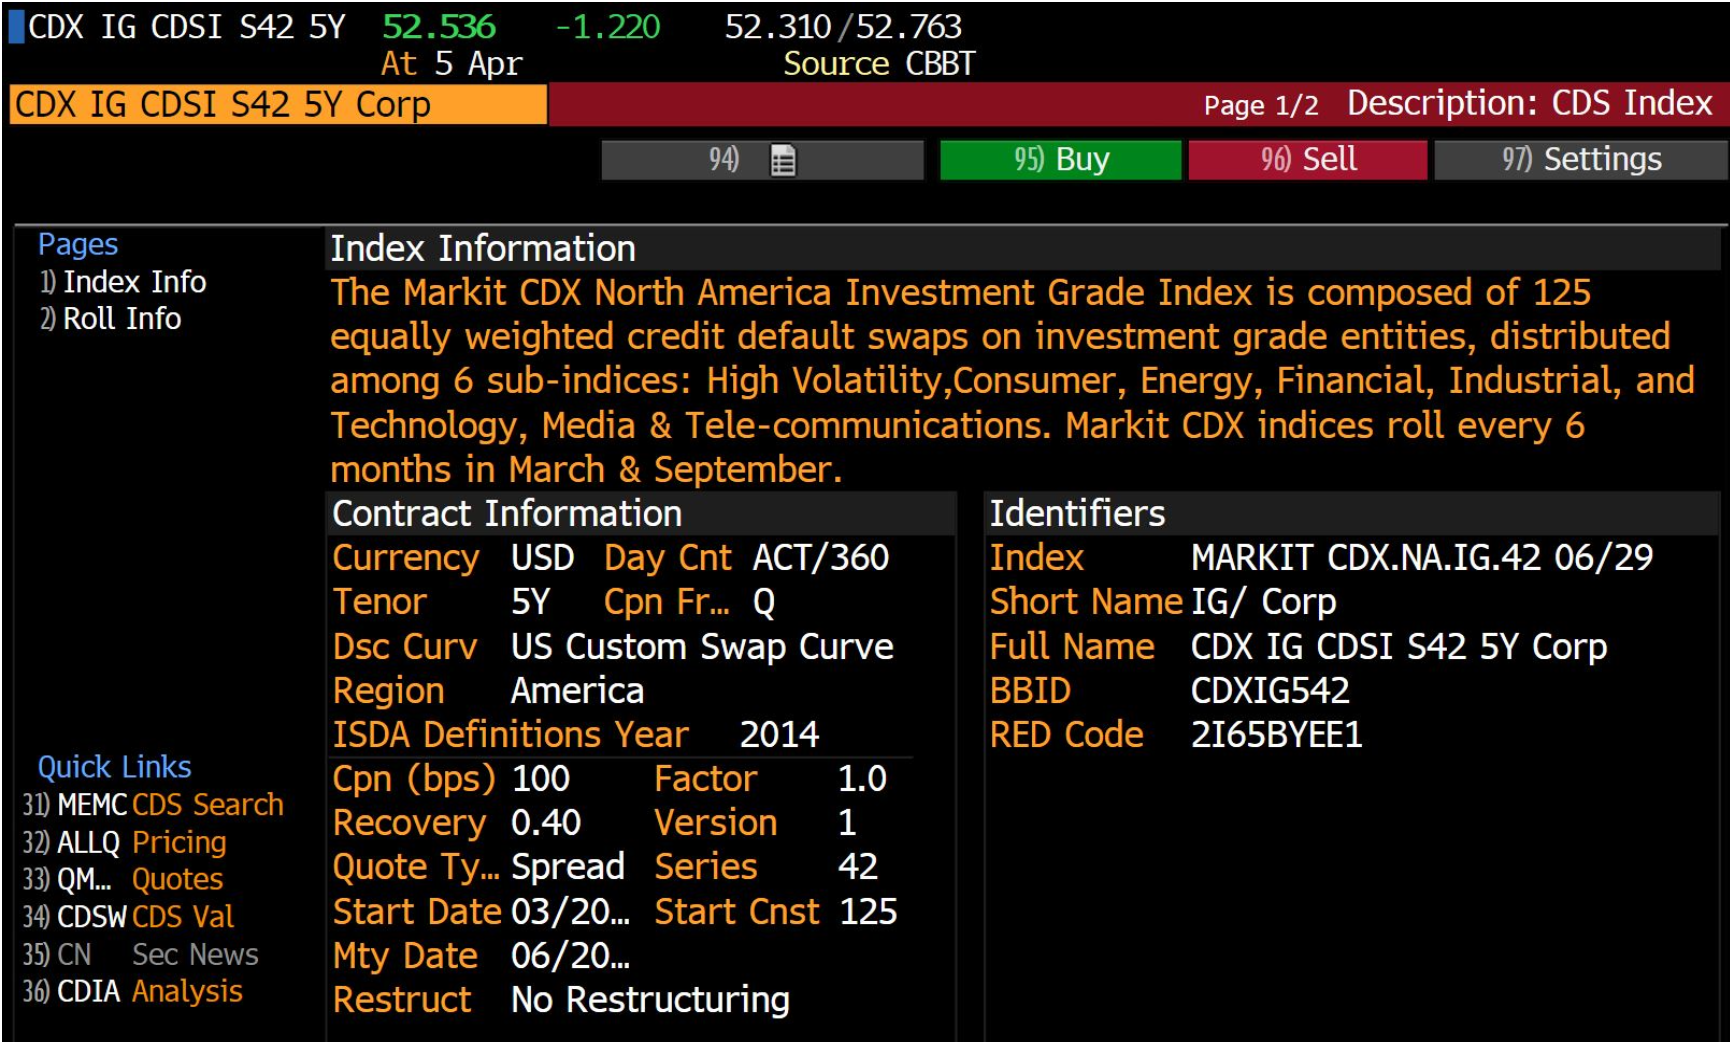 CDX IG CDSI S42 5Y 52.536 -1.220 52.310/52.763
At 5 Apr Source CBBT
CDX IG CDSI S42 5Y Corp Page 1/2 Description: CDS Index
94) 95) Buy 96) Sell 97) Settings
Pages
1) Index Info
2) Roll Info
Index Information
The Markit CDX North America Investment Grade Index is composed of 125
equally weighted credit default swaps on investment grade entities, distributed
among 6 sub-indices: High Volatility,Consumer, Energy, Financial, Industrial, and
Technology, Media & Tele-communications. Markit CDX indices roll every 6
months in March & September.
Contract Information
Currency USD Day Cnt ACT/360
Tenor 5Y Cpn Fr... Q
Dsc Curv US Custom Swap Curve
Region America
ISDA Definitions Year 2014
Cpn (bps) 100 Factor 1.0
Recovery 0.40 Version 1
Quote Ty... Spread Series 42
Start Date 03/20... Start Cnst 125
Mty Date 06/20...
Restruct No Restructuring
Identifiers
Index MARKIT CDX.NA.IG.42 06/29
Short Name IG/ Corp
Full Name CDX IG CDSI S42 5Y Corp
BBID CDXIG542
RED Code 2I65BYEE1
Quick Links
31) MEMC CDS Search
32) ALLQ Pricing
33) QM... Quotes
34) CDSW CDS Val
35) CN Sec News
36) CDIA Analysis